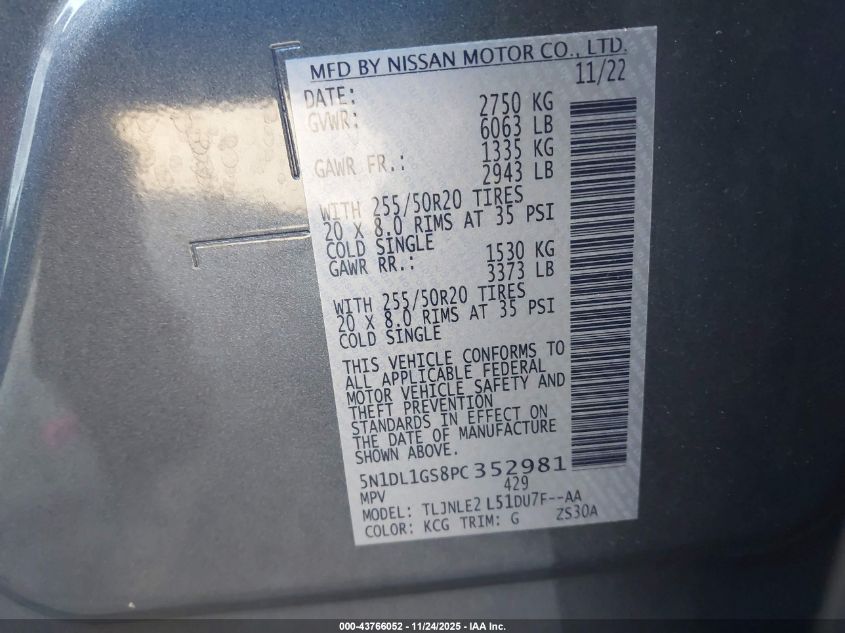 MFD BY NISSAN MOTOR CO., LTD.
DATE: 11/22
GVWR: 2750 KG
6063 LB
GAWR FR.: 1335 KG
2943 LB
WITH 255/50R20 TIRES
20 X 8.0 RIMS AT 35 PSI
COLD SINGLE
GAWR RR.: 1530 KG
3373 LB
WITH 255/50R20 TIRES
20 X 8.0 RIMS AT 35 PSI
COLD SINGLE
THIS VEHICLE CONFORMS TO
ALL APPLICABLE FEDERAL
MOTOR VEHICLE SAFETY AND
THEFT PREVENTION
STANDARDS IN EFFECT ON
THE DATE OF MANUFACTURE
SHOWN ABOVE.
5N1DL1GS8PC352981
MPV 429
MODEL: TLJNLE2 L51DU7F--AA
COLOR: KCG TRIM: G ZS30A
000-43766052 - 11/24/2025 - IAA Inc.